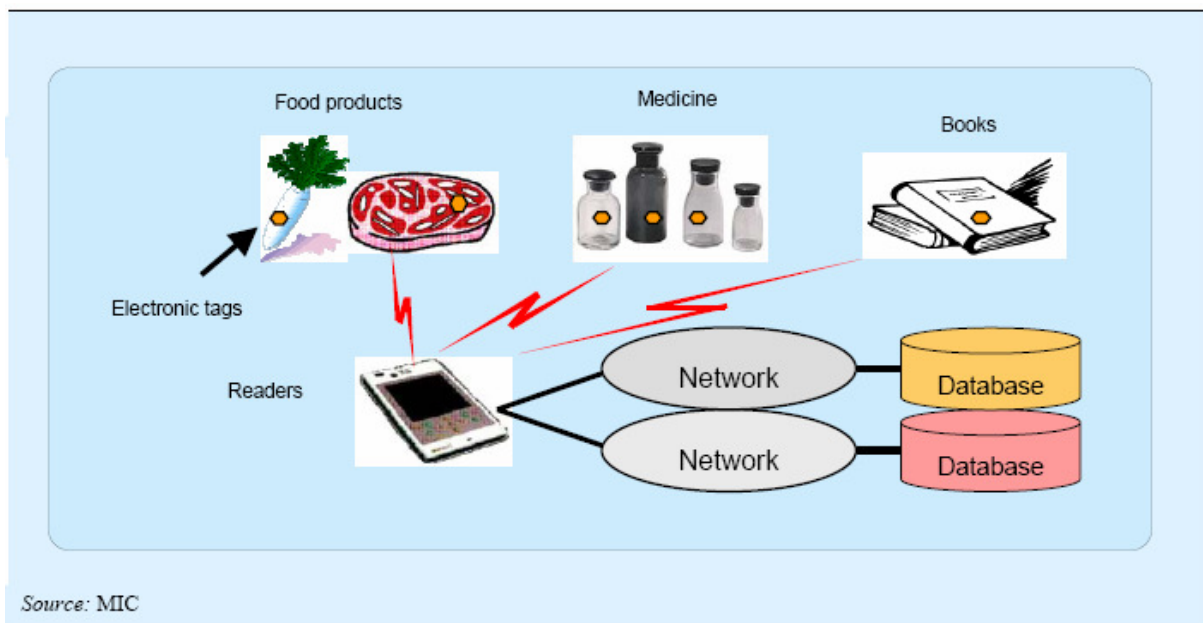 Food products
Medicine
Books
Electronic tags
Readers
Network
Database
Network
Database
Source: MIC